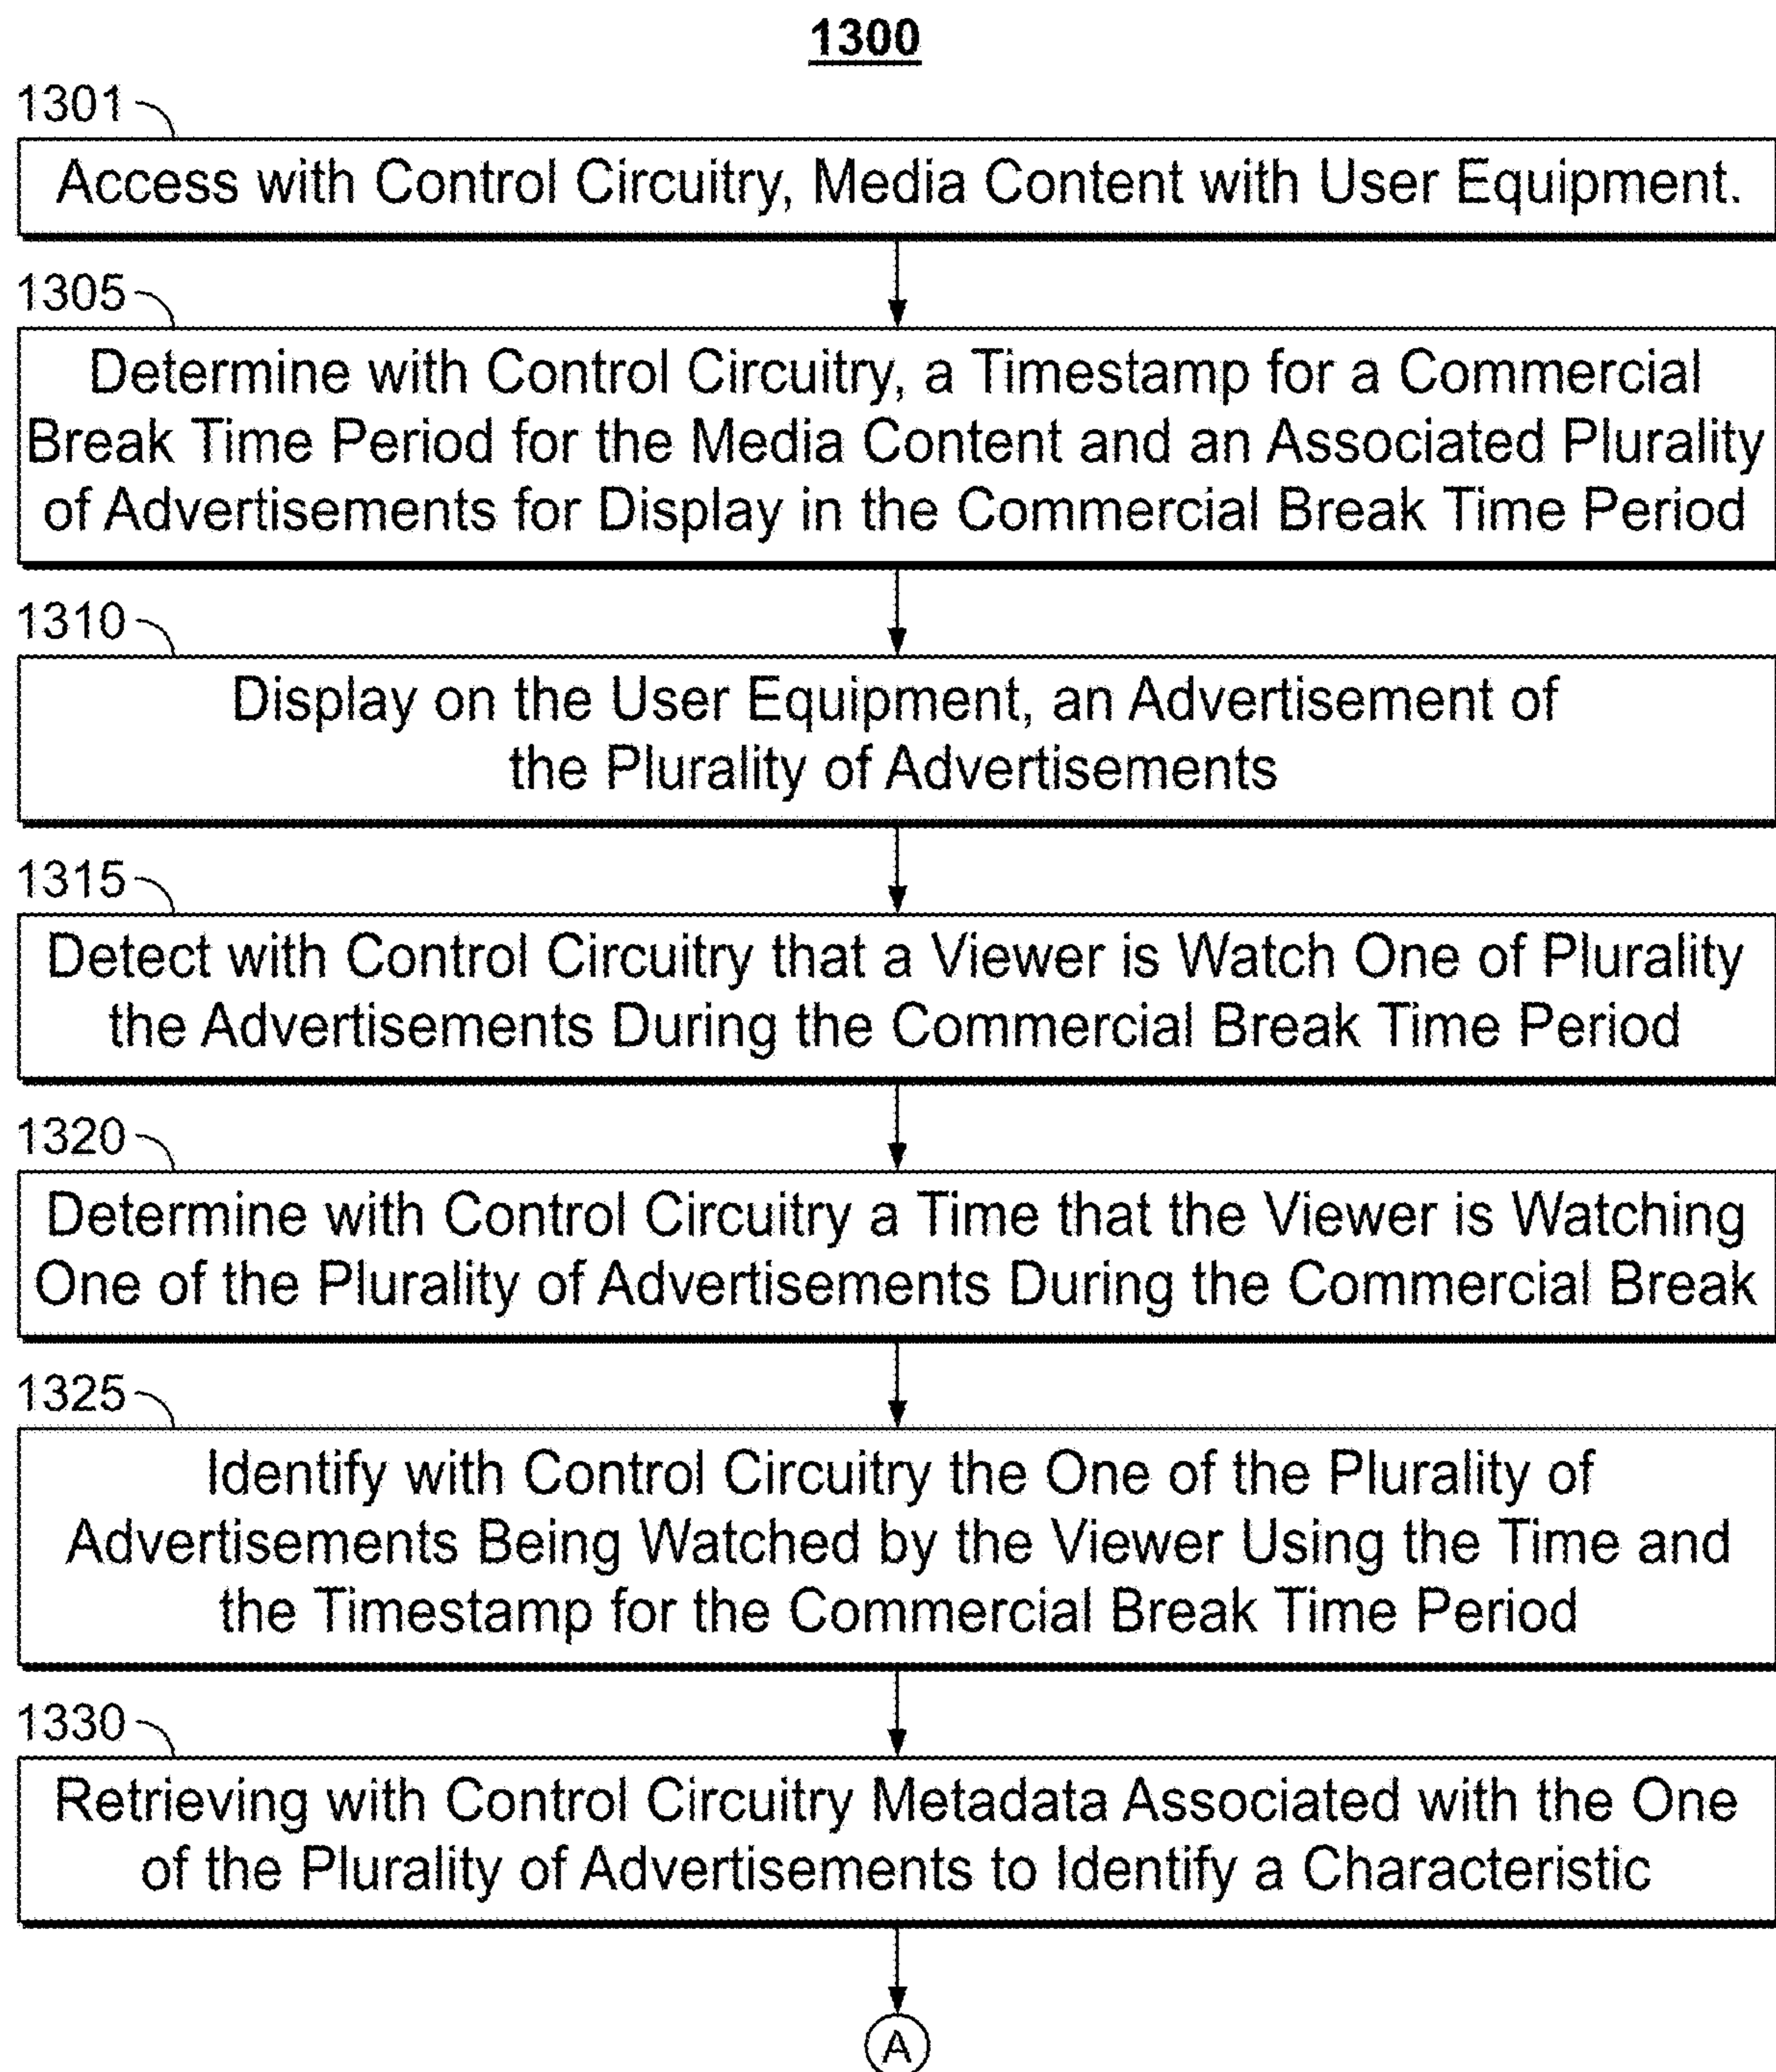 1300
1301
Access with Control Circuitry, Media Content with User Equipment.
1305
Determine with Control Circuitry, a Timestamp for a Commercial
Break Time Period for the Media Content and an Associated Plurality
of Advertisements for Display in the Commercial Break Time Period
1310
Display on the User Equipment, an Advertisement of
the Plurality of Advertisements
1315
Detect with Control Circuitry that a Viewer is Watch One of Plurality
the Advertisements During the Commercial Break Time Period
1320
Determine with Control Circuitry a Time that the Viewer is Watching
One of the Plurality of Advertisements During the Commercial Break
1325
Identify with Control Circuitry the One of the Plurality of
Advertisements Being Watched by the Viewer Using the Time and
the Timestamp for the Commercial Break Time Period
1330
Retrieving with Control Circuitry Metadata Associated with the One
of the Plurality of Advertisements to Identify a Characteristic
A